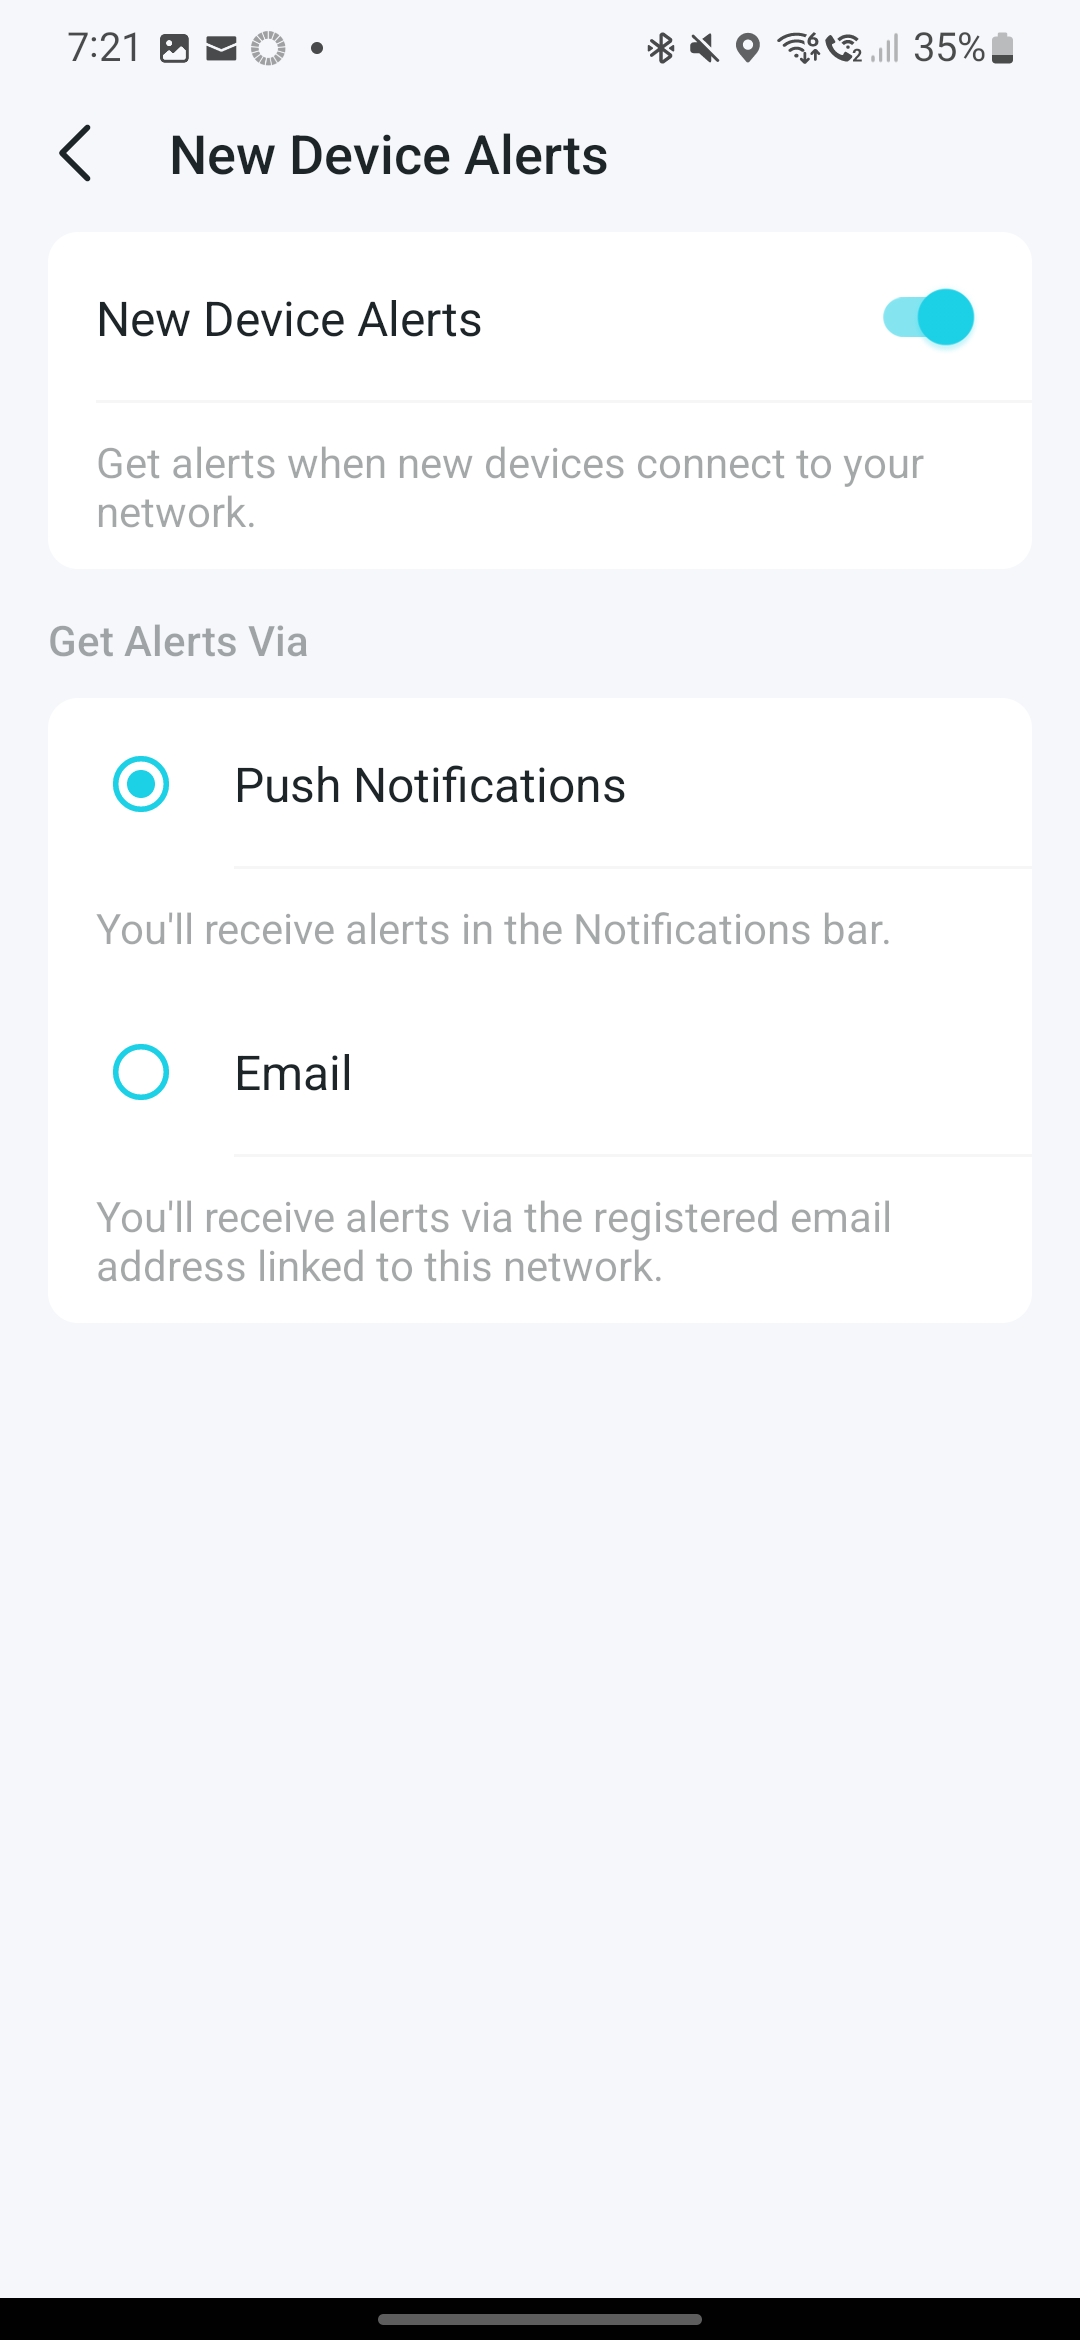 7:21 35%
New Device Alerts
New Device Alerts
Get alerts when new devices connect to your
network.
Get Alerts Via
Push Notifications
You'll receive alerts in the Notifications bar.
Email
You'll receive alerts via the registered email
address linked to this network.